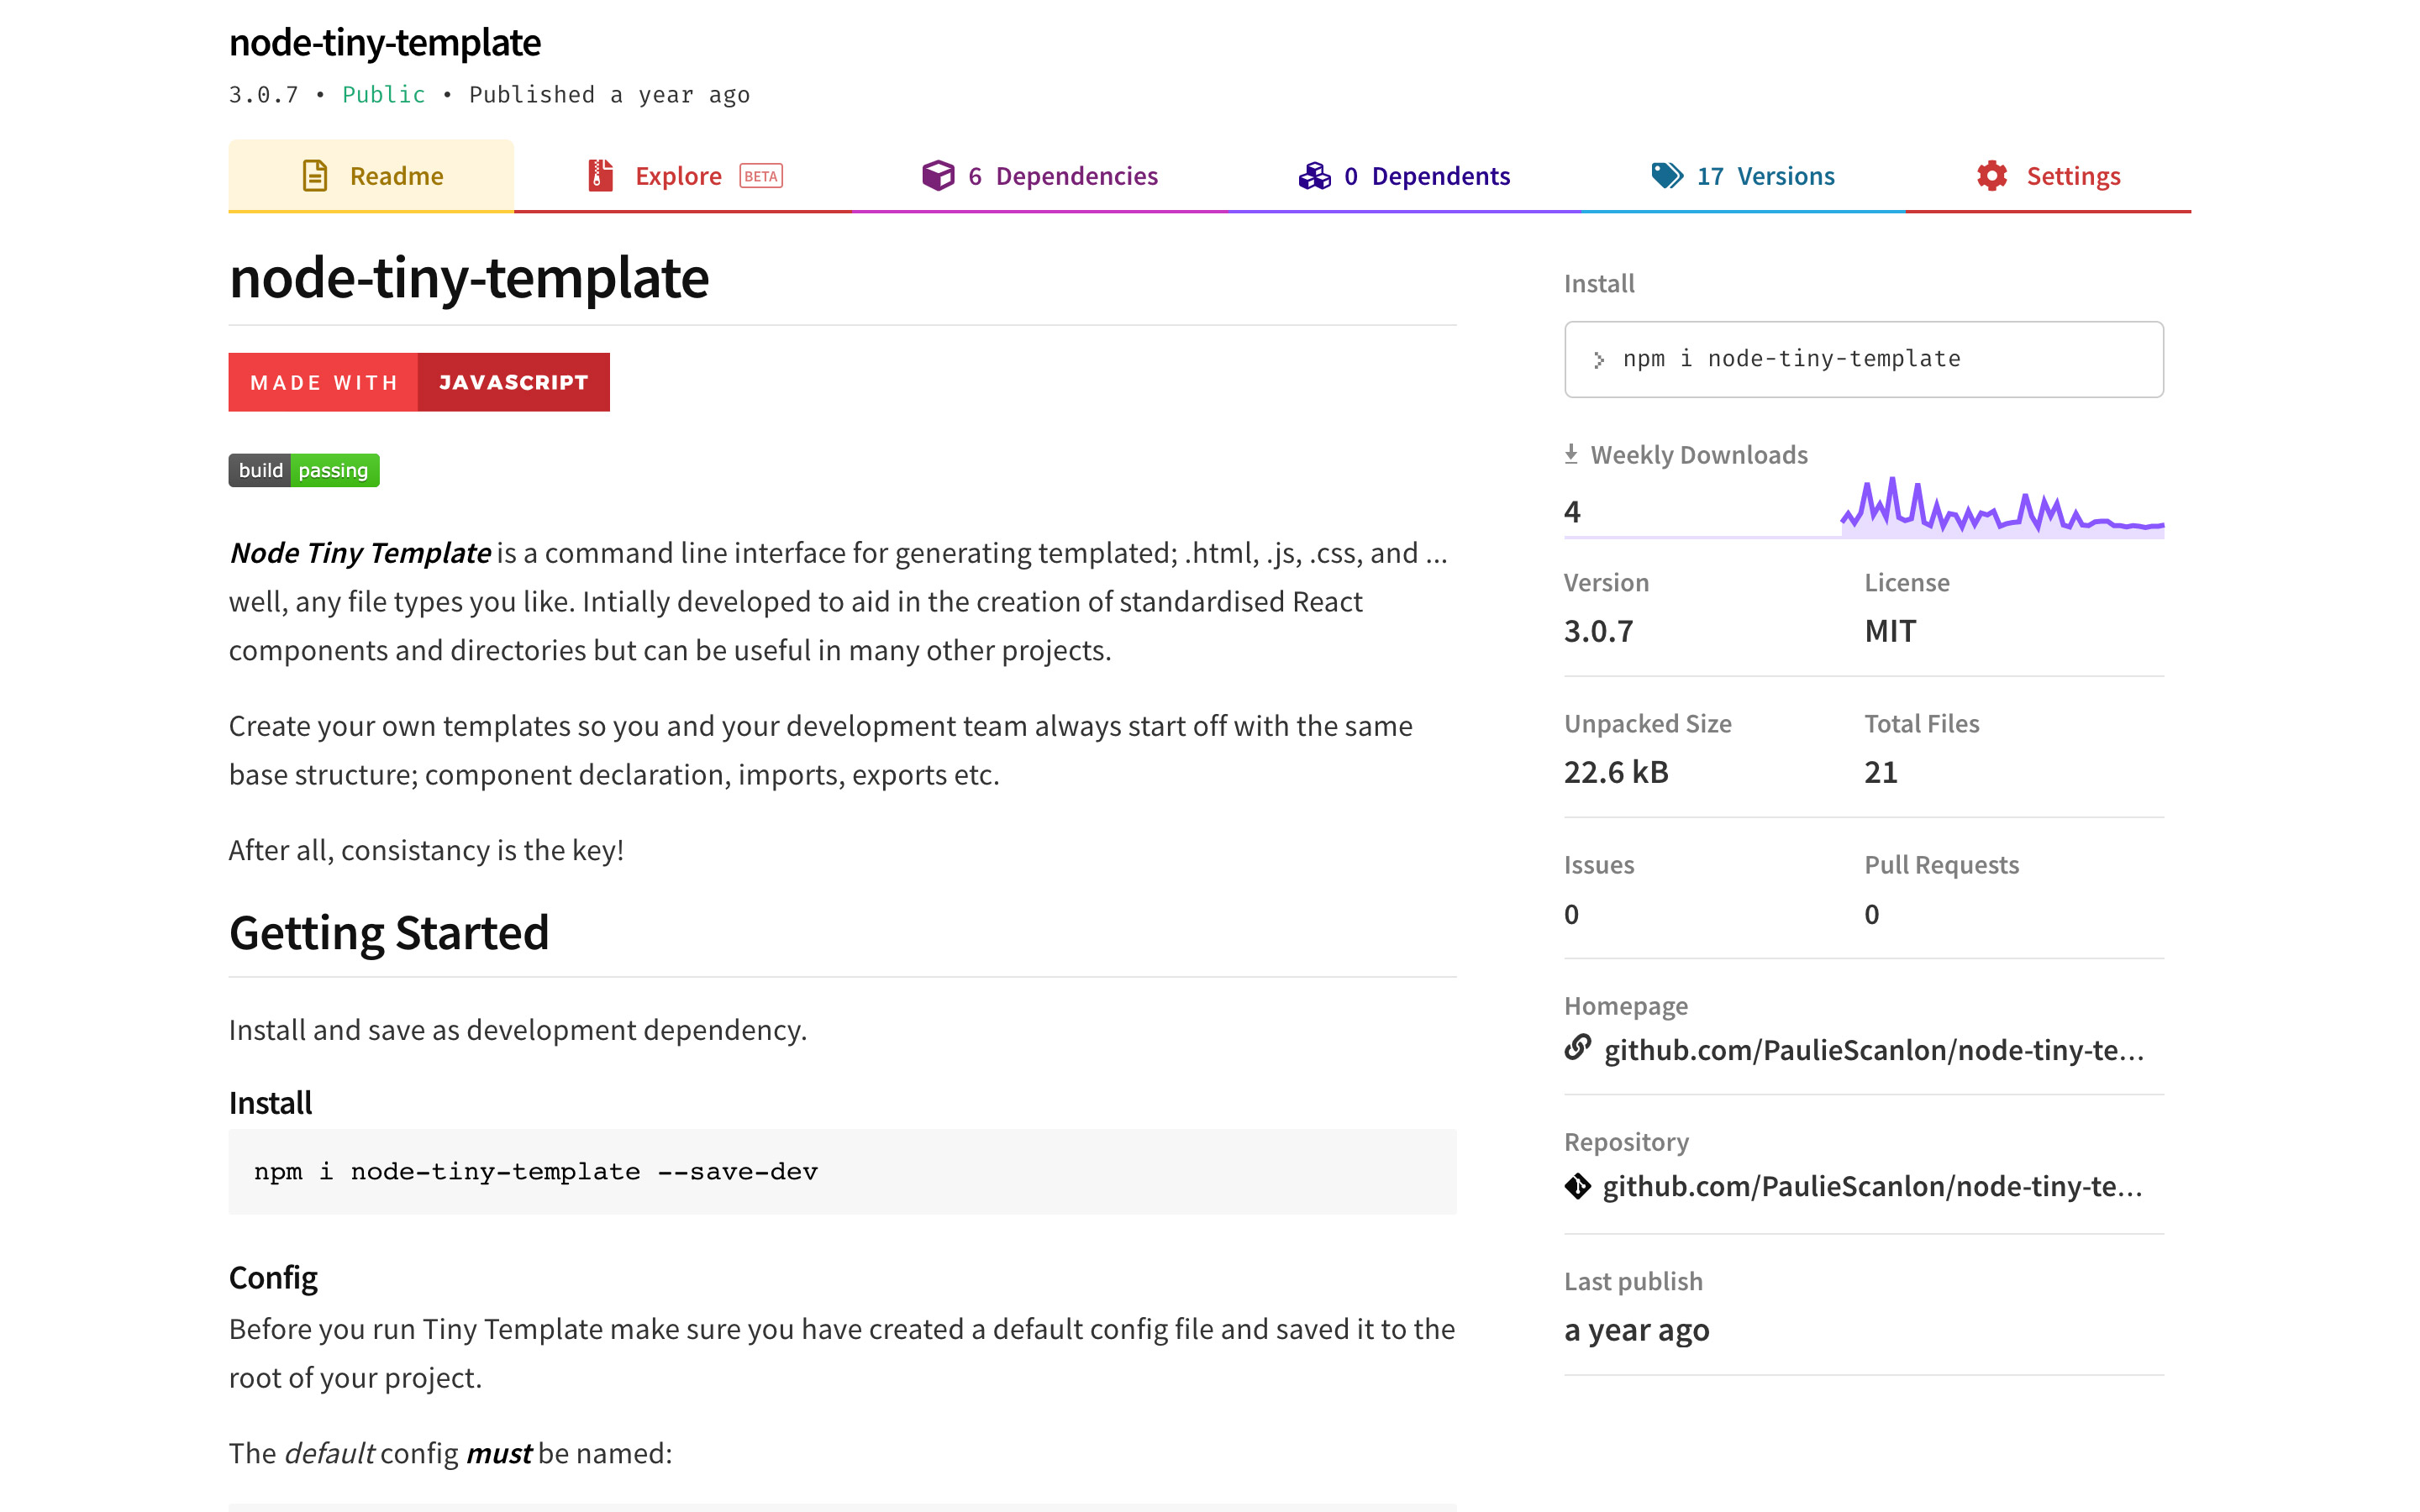 node-tiny-template
3.0.7 • Public • Published a year ago
Readme
Explore BETA
6 Dependencies
0 Dependents
17 Versions
Settings
node-tiny-template
MADE WITH JAVASCRIPT
build passing
Node Tiny Template is a command line interface for generating templated; .html, .js, .css, and ...
well, any file types you like. Intially developed to aid in the creation of standardised React
components and directories but can be useful in many other projects.
Create your own templates so you and your development team always start off with the same
base structure; component declaration, imports, exports etc.
After all, consistancy is the key!
Getting Started
Install and save as development dependency.
Install
npm i node-tiny-template --save-dev
Config
Before you run Tiny Template make sure you have created a default config file and saved it to the
root of your project.
The default config must be named:
Install
npm i node-tiny-template
Weekly Downloads
4
Version
3.0.7
License
MIT
Unpacked Size
22.6 kB
Total Files
21
Issues
0
Pull Requests
0
Homepage
github.com/PaulieScanlon/node-tiny-te...
Repository
github.com/PaulieScanlon/node-tiny-te...
Last publish
a year ago